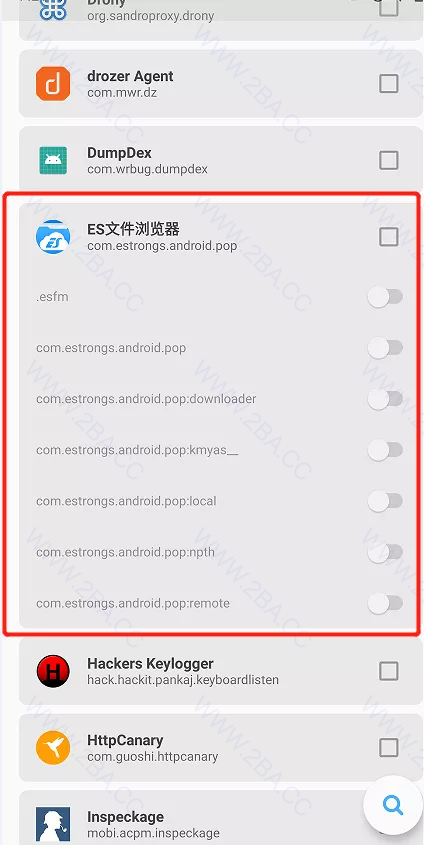 Drony
org.sandroproxy.drony
drozer Agent
com.mwr.dz
DumpDex
com.wrbug.dumpdex
ES文件浏览器
com.estrongs.android.pop
.esfm
com.estrongs.android.pop
com.estrongs.android.pop:downloader
com.estrongs.android.pop:kmyas__
com.estrongs.android.pop:local
com.estrongs.android.pop:npth
com.estrongs.android.pop:remote
Hackers Keylogger
hack.hackit.pankaj.keyboardlisten
HttpCanary
com.guoshi.httpcanary
Inspeckage
mobi.acpm.inspeckage
WWW.2BA.CC